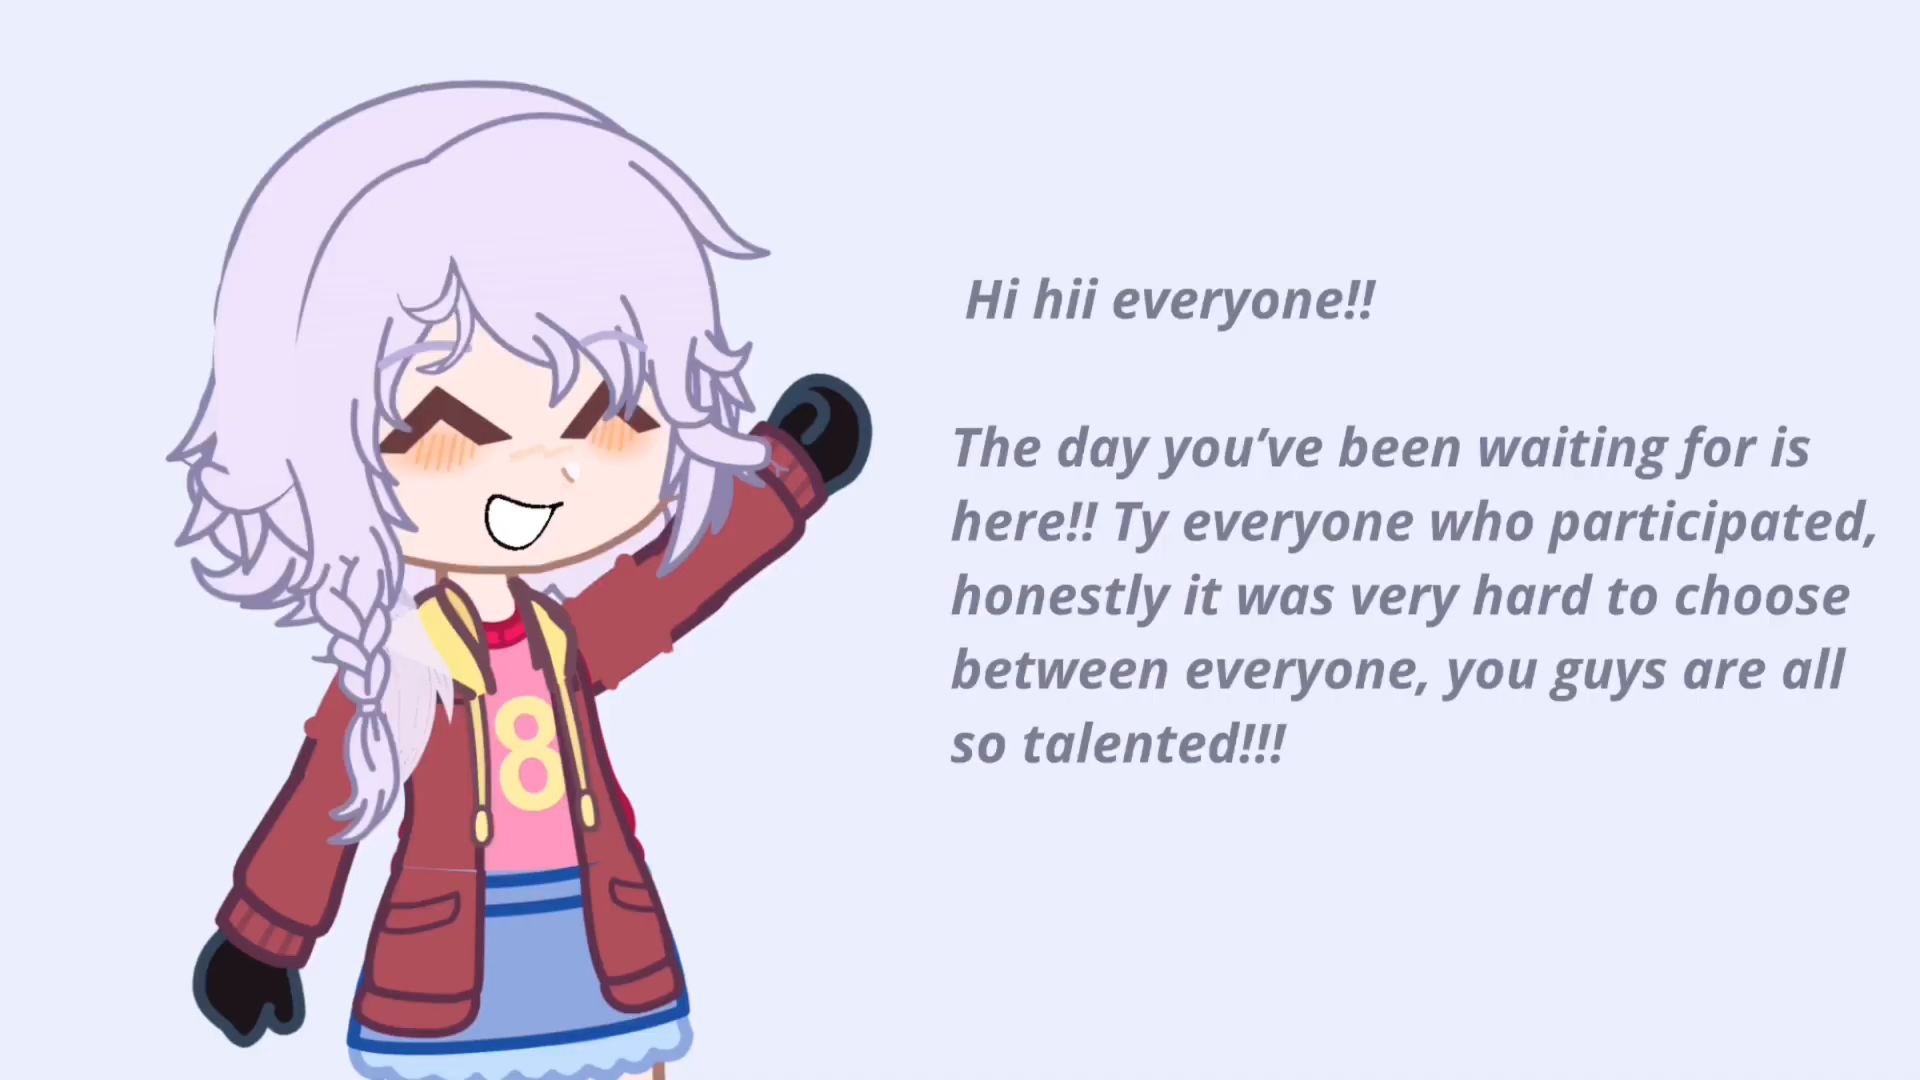 Hi hii everyone!!
The day you’ve been waiting for is
here!! Ty everyone who participated,
honestly it was very hard to choose
between everyone, you guys are all
so talented!!!
8